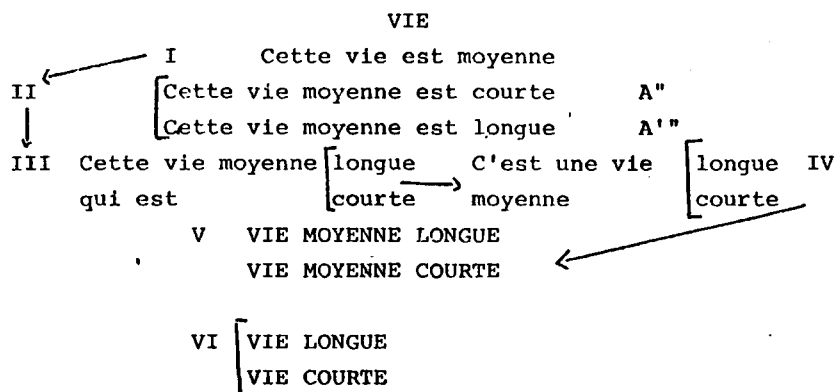 VIE
I Cette vie est moyenne
II Cette vie moyenne est courte A"
Cette vie moyenne est longue A'"
III Cette vie moyenne longue C'est une vie longue IV
qui est courte moyenne courte
V VIE MOYENNE LONGUE
VIE MOYENNE COURTE
VI VIE LONGUE
VIE COURTE